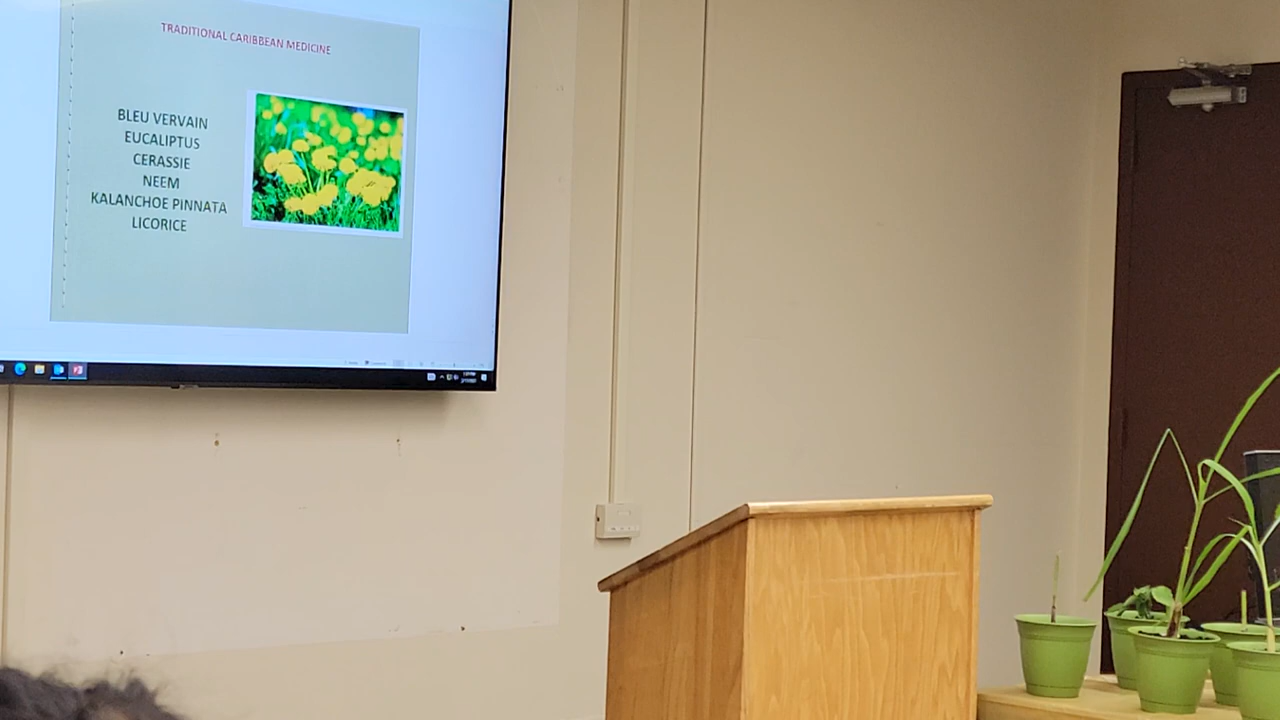 TRADITIONAL CARIBBEAN MEDICINE
BLEU VERVAIN
EUCALIPTUS
CERASSIE
NEEM
KALANCHOE PINNATA
LICORICE